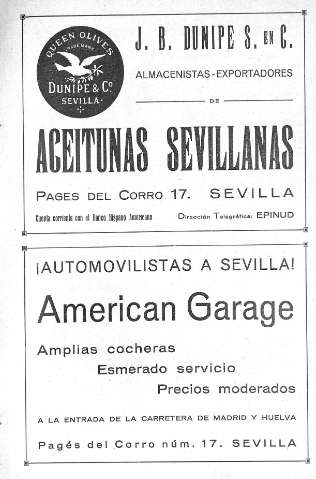 QUEEN OLIVES
TRADE MARK
DUNIPE & Cº
SEVILLA
J. B. DUNIPE S. EN C.
ALMACENISTAS-EXPORTADORES
DE
ACEITUNAS SEVILLANAS
PAGES DEL CORRO 17. SEVILLA
Cuenta corriente con el Banco Hispano Americano Dirección Telegráfica: EPINUD
¡AUTOMOVILISTAS A SEVILLA!
American Garage
Amplias cocheras
Esmerado servicio
Precios moderados
A LA ENTRADA DE LA CARRETERA DE MADRID Y HUELVA
Pagés del Corro núm. 17. SEVILLA